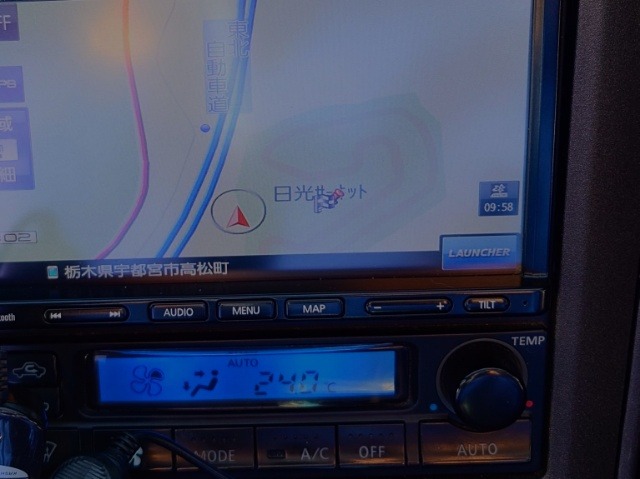 東北自動車道
日光サーキット
09:58
02
LAUNCHER
栃木県宇都宮市高松町
AUDIO
MENU
MAP
- +
TILT
TEMP
AUTO
24.0°C
MODE
A/C
OFF
AUTO